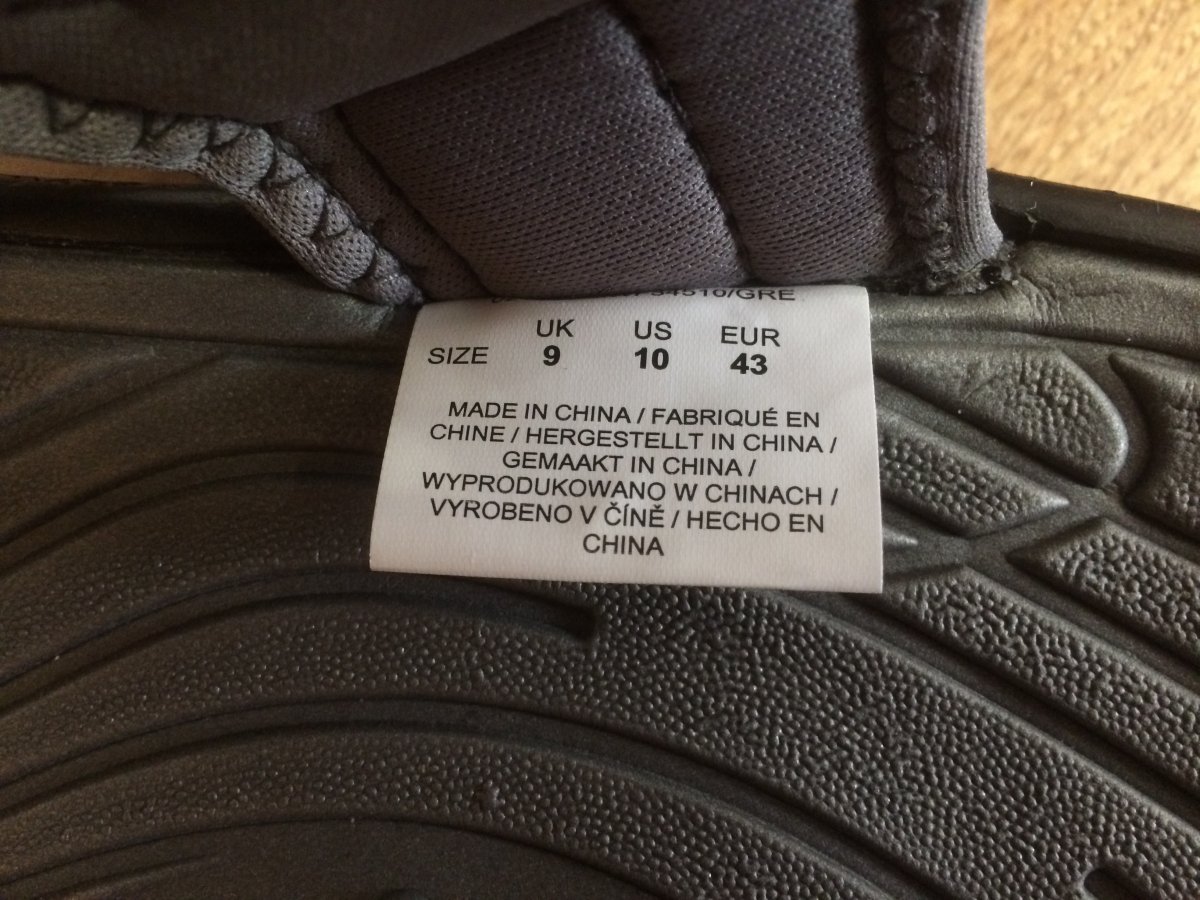 UK US EUR
SIZE 9 10 43
MADE IN CHINA / FABRIQUÉ EN
CHINE / HERGESTELLT IN CHINA /
GEMAAKT IN CHINA /
WYPRODUKOWANO W CHINACH /
VYROBENO V ČÍNĚ / HECHO EN
CHINA